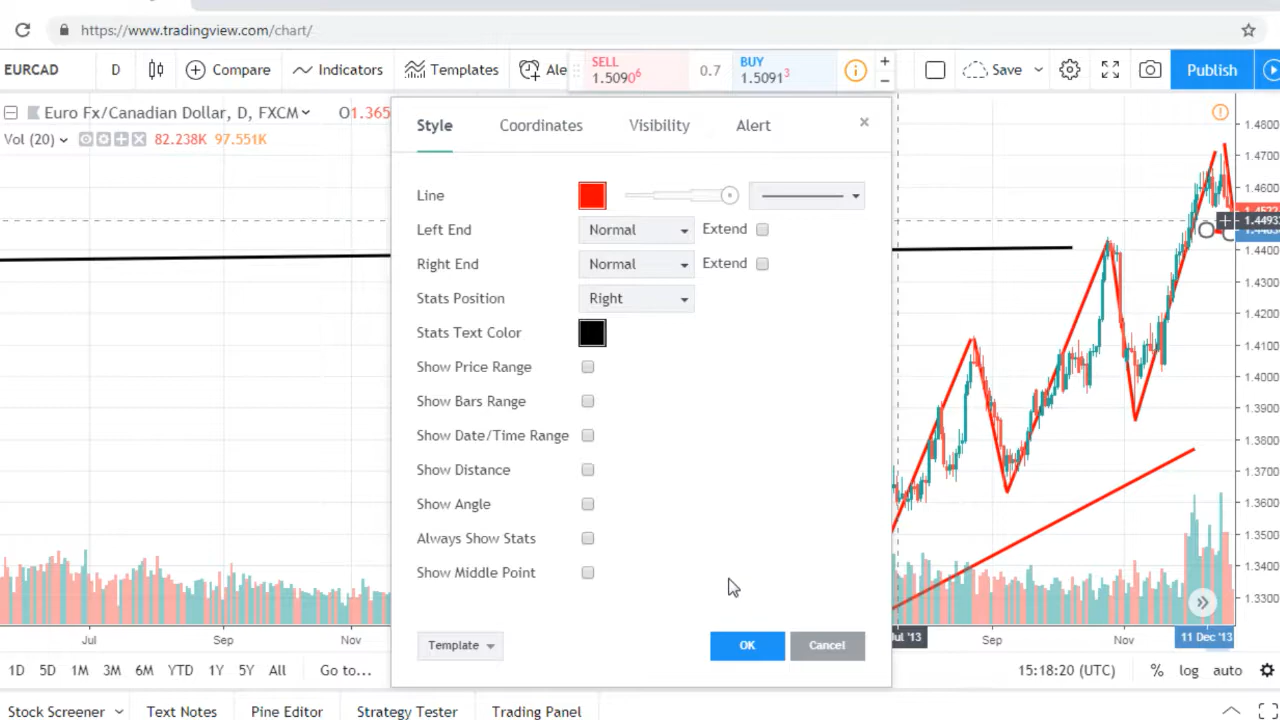 https://www.tradingview.com/chart/
EURCAD D Compare Indicators Templates Ale SELL 1.50906 0.7 BUY 1.50913 + − Save Publish
Euro Fx/Canadian Dollar, D, FXCM O1.365
Vol (20) 82.238K 97.551K
Style Coordinates Visibility Alert ×
Line
Left End Normal Extend
Right End Normal Extend
Stats Position Right
Stats Text Color
Show Price Range
Show Bars Range
Show Date/Time Range
Show Distance
Show Angle
Always Show Stats
Show Middle Point
Template OK Cancel
1.4800
1.4700
1.4600
1.4493
1.4400
1.4300
1.4200
1.4100
1.4000
1.3900
1.3800
1.3700
1.3600
1.3500
1.3400
1.3300
Jul Sep Nov Jul '13 Sep Nov 11 Dec '13
1D 5D 1M 3M 6M YTD 1Y 5Y All Go to... 15:18:20 (UTC) % log auto
Stock Screener Text Notes Pine Editor Strategy Tester Trading Panel